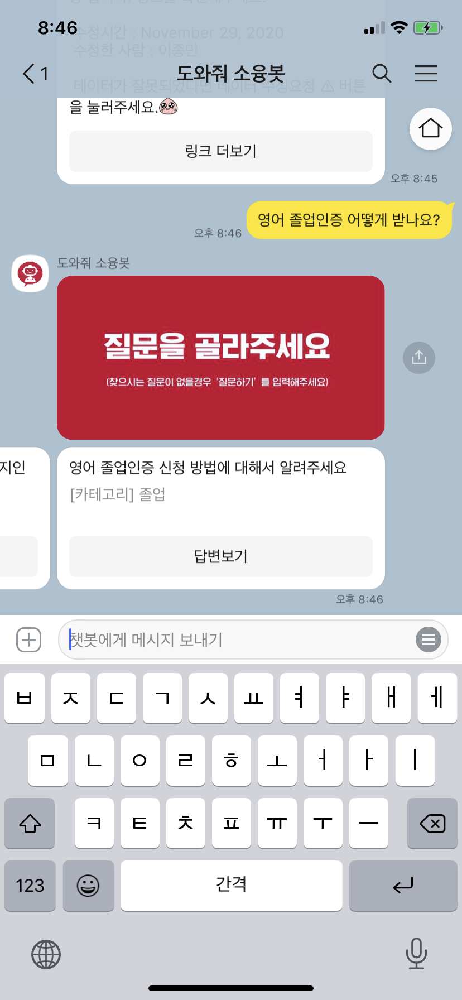 8:46
수정시간 : November 29, 2020
수정한 사람 : 이종민
1
도와줘 소융봇
데이터가 잘못되었다면 데이터 수정요청 ⚠ 버튼
을 눌러주세요.
링크 더보기
오후 8:45
영어 졸업인증 어떻게 받나요?
오후 8:46
도와줘 소융봇
질문을 골라주세요
(찾으시는 질문이 없을경우 '질문하기' 를 입력해주세요)
지인
영어 졸업인증 신청 방법에 대해서 알려주세요
[카테고리] 졸업
답변보기
오후 8:46
챗봇에게 메시지 보내기
ㅂ ㅈ ㄷ ㄱ ㅅ ㅛ ㅕ ㅑ ㅐ ㅔ
ㅁ ㄴ ㅇ ㄹ ㅎ ㅗ ㅓ ㅏ ㅣ
ㅋ ㅌ ㅊ ㅍ ㅠ ㅜ ㅡ
123 간격